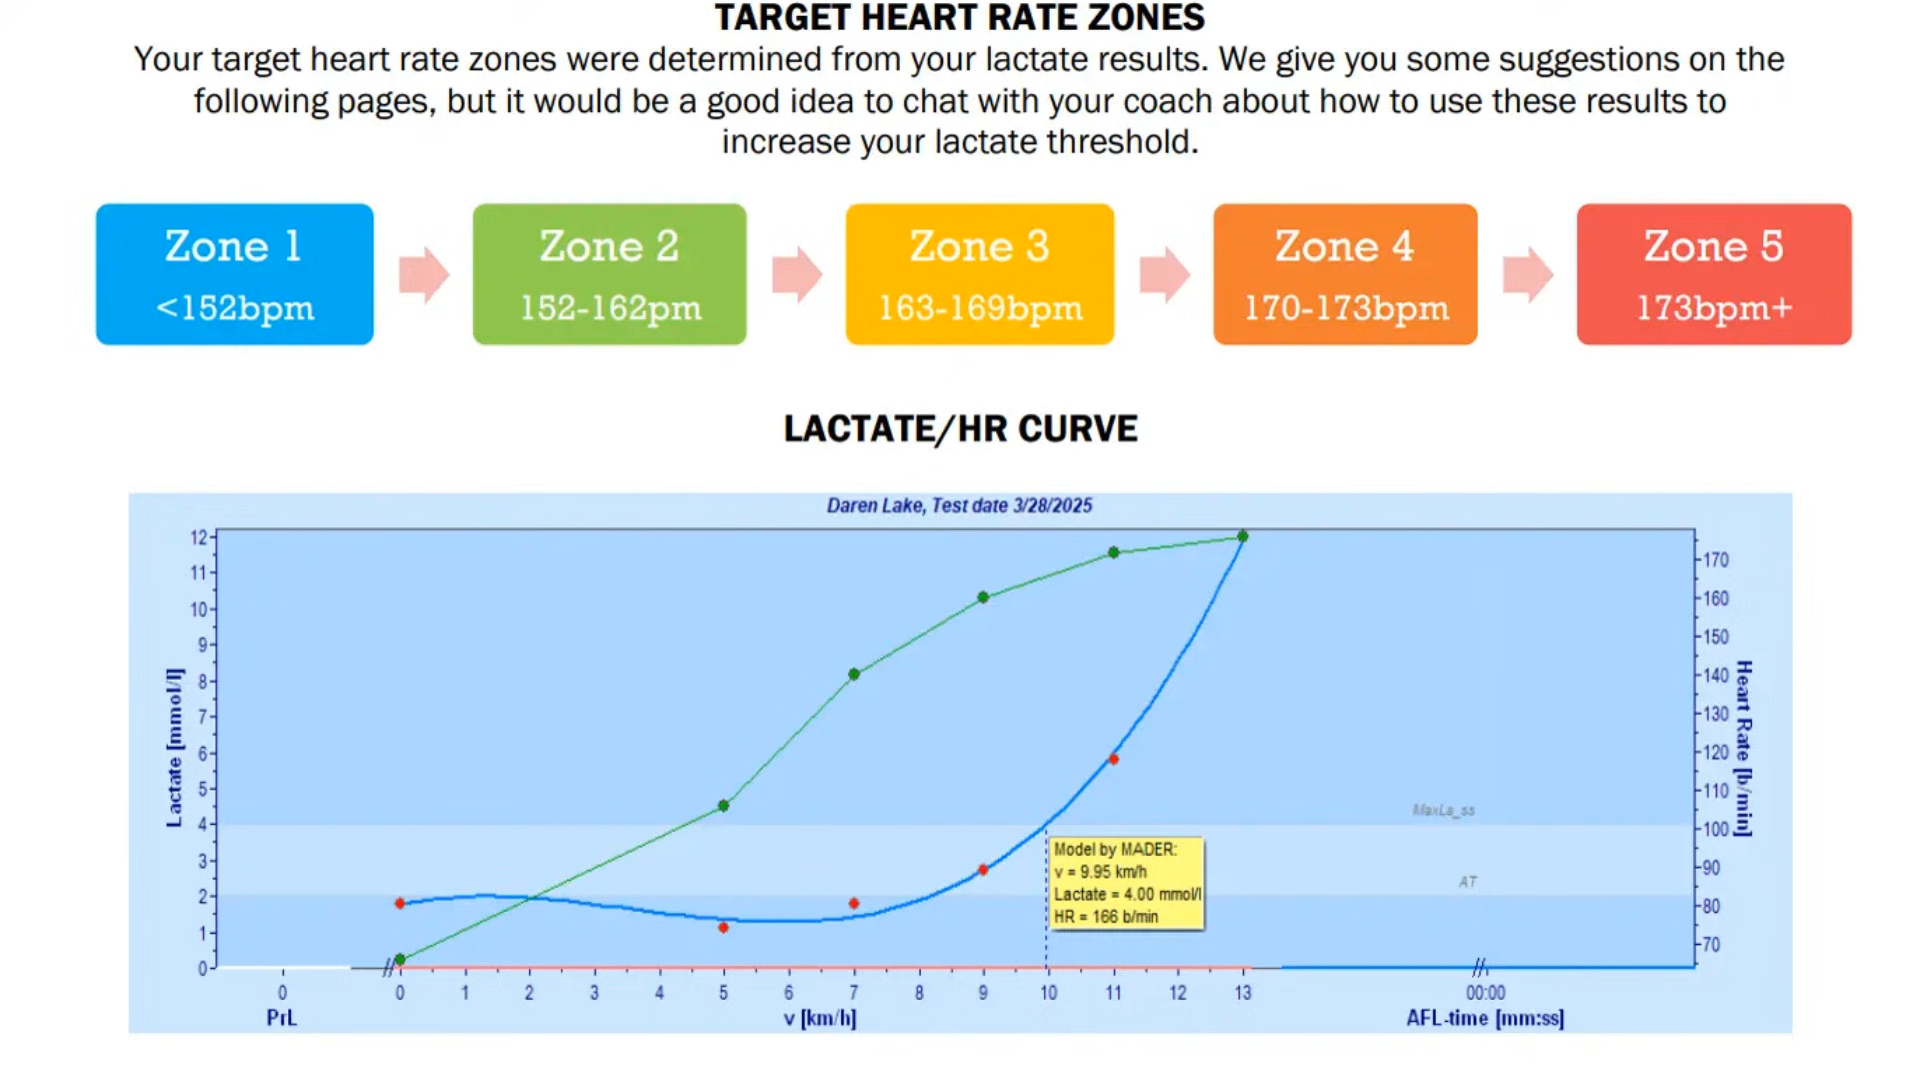 TARGET HEART RATE ZONES
Your target heart rate zones were determined from your lactate results. We give you some suggestions on the
following pages, but it would be a good idea to chat with your coach about how to use these results to
increase your lactate threshold.
Zone 1
<152bpm
Zone 2
152-162pm
Zone 3
163-169bpm
Zone 4
170-173bpm
Zone 5
173bpm+
LACTATE/HR CURVE
Daren Lake, Test date 3/28/2025
Lactate [mmol/l]
12
11
10
9
8
7
6
5
4
3
2
1
0
170
160
150
140
130
120
110
100
90
80
70
Heart Rate [b/min]
MaxLa_ss
AT
Model by MADER:
v = 9.95 km/h
Lactate = 4.00 mmol/l
HR = 166 b/min
0 // 0 1 2 3 4 5 6 7 8 9 10 11 12 13 // 00:00
PrL v [km/h] AFL-time [mm:ss]